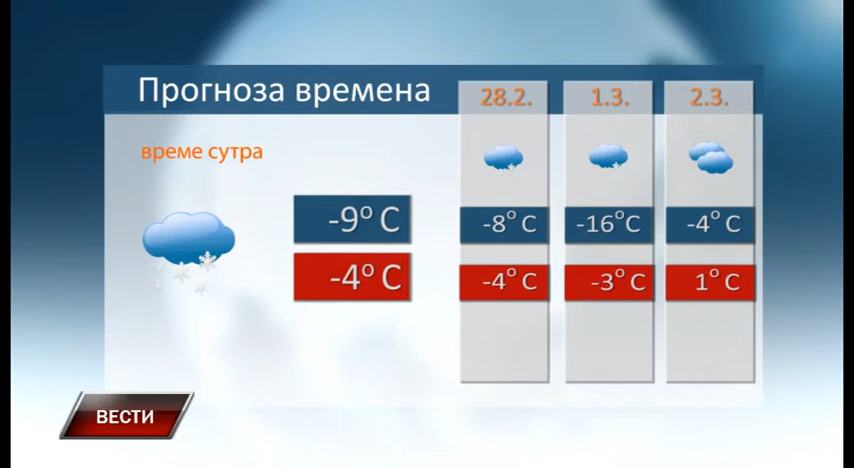 Прогноза времена
28.2. 1.3. 2.3.
време сутра
-9° C
-8° C -16°C -4° C
-4° C
-4° C -3° C 1° C
ВЕСТИ